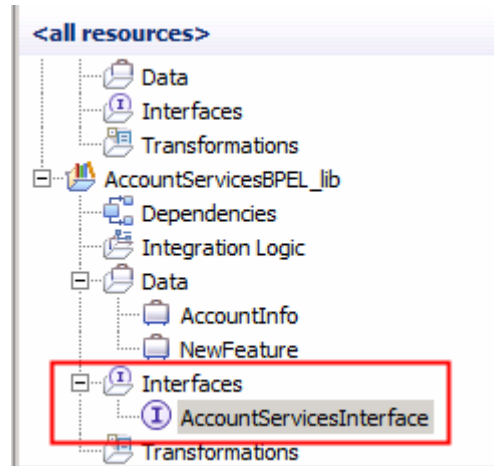 <all resources>
Data
Interfaces
Transformations
AccountServicesBPEL_lib
Dependencies
Integration Logic
Data
AccountInfo
NewFeature
Interfaces
AccountServicesInterface
Transformations